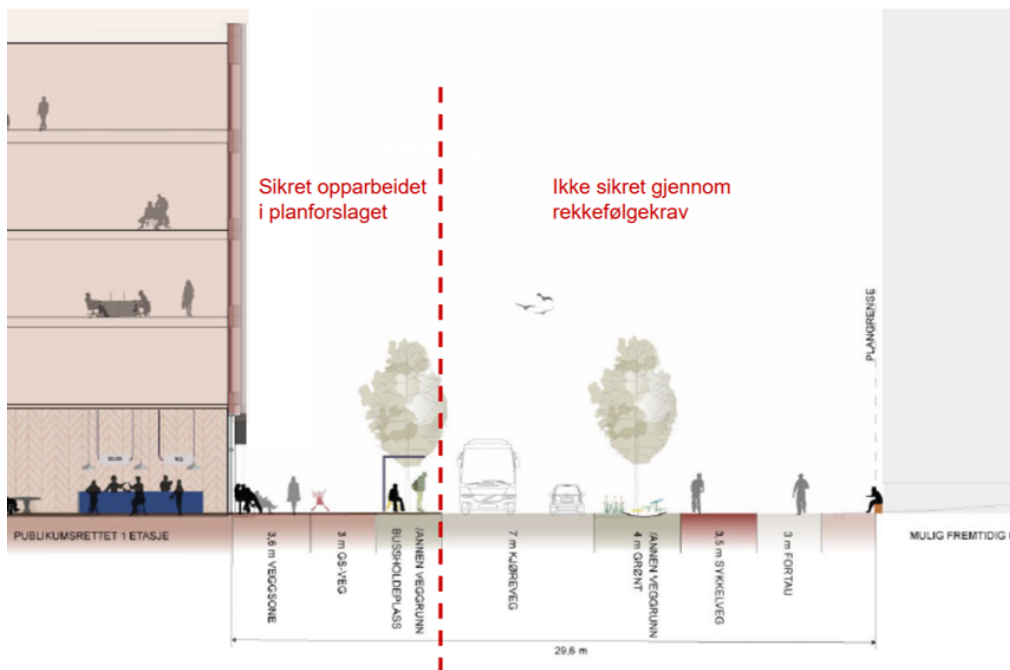 Sikret opparbeidet
i planforslaget
Ikke sikret gjennom
rekkefølgekrav
PLANGRENSE
PUBLIKUMSRETTET 1 ETASJE
3,6 m VEGGSONE
3 m GS-VEG
BUSSHOLDEPLASS
/ANNEN VEGGRUNN
7 m KJØREVEG
4 m GRØNT
/ANNEN VEGGRUNN
3,5 m SYKKELVEG
3 m FORTAU
MULIG FREMTIDIG
29,6 m